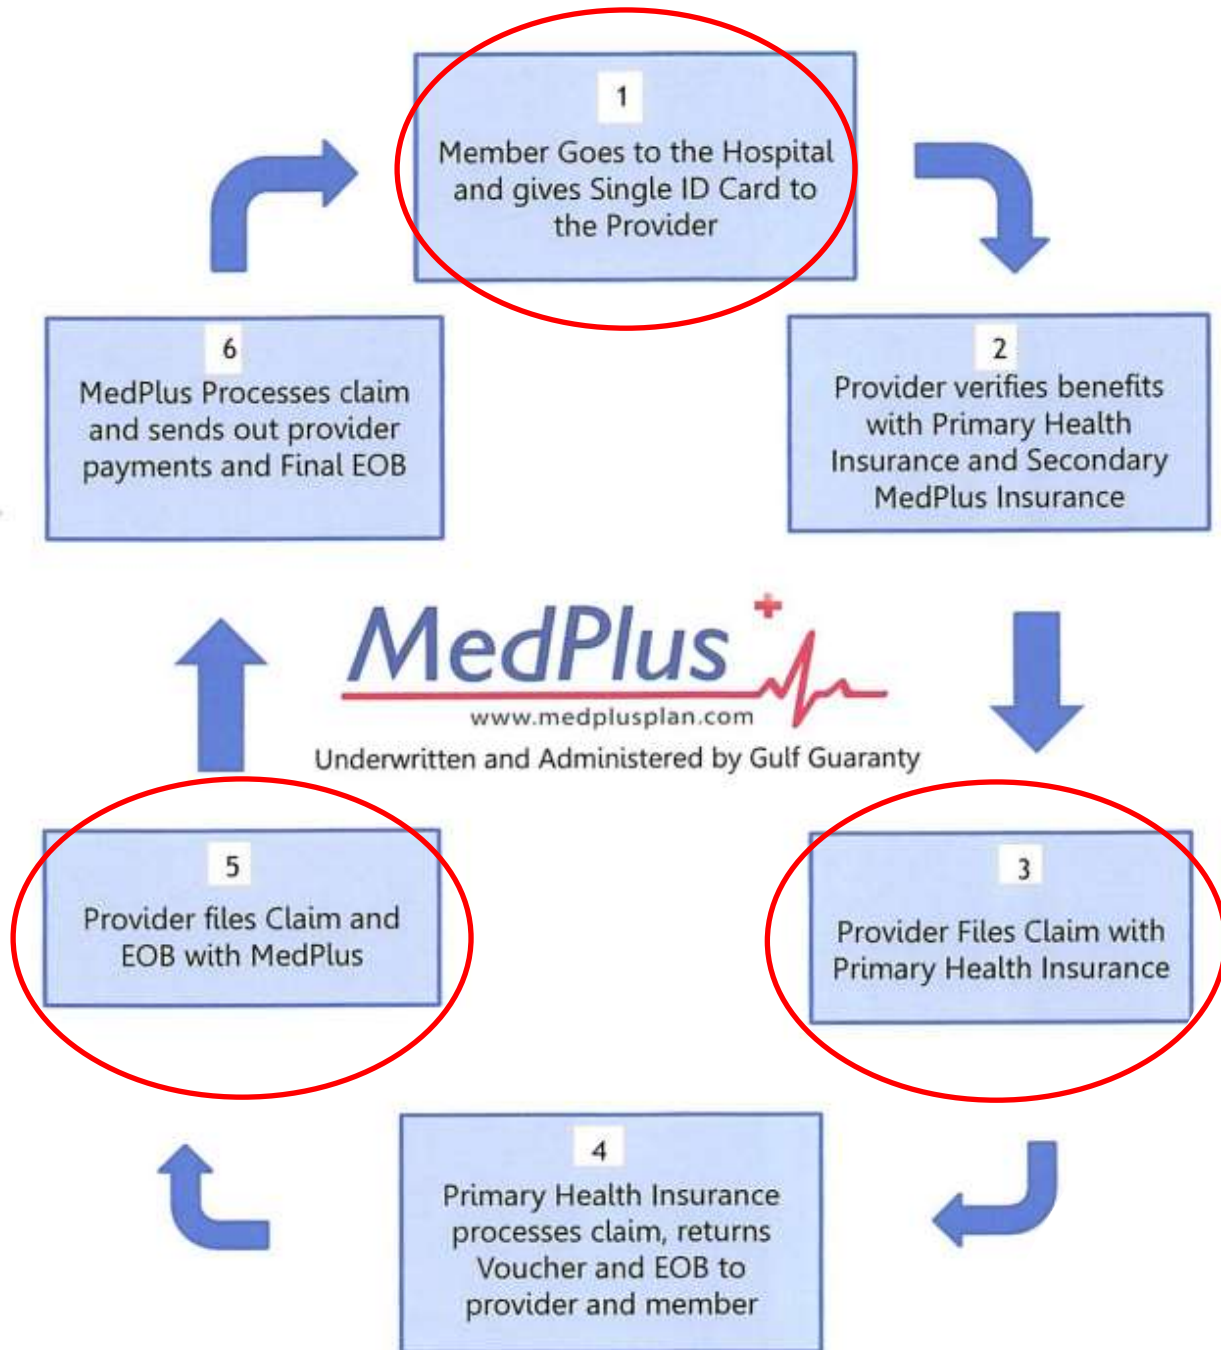 1
Member Goes to the Hospital
and gives Single ID Card to
the Provider
2
Provider verifies benefits
with Primary Health
Insurance and Secondary
MedPlus Insurance
3
Provider Files Claim with
Primary Health Insurance
4
Primary Health Insurance
processes claim, returns
Voucher and EOB to
provider and member
5
Provider files Claim and
EOB with MedPlus
6
MedPlus Processes claim
and sends out provider
payments and Final EOB
MedPlus
www.medplusplan.com
Underwritten and Administered by Gulf Guaranty